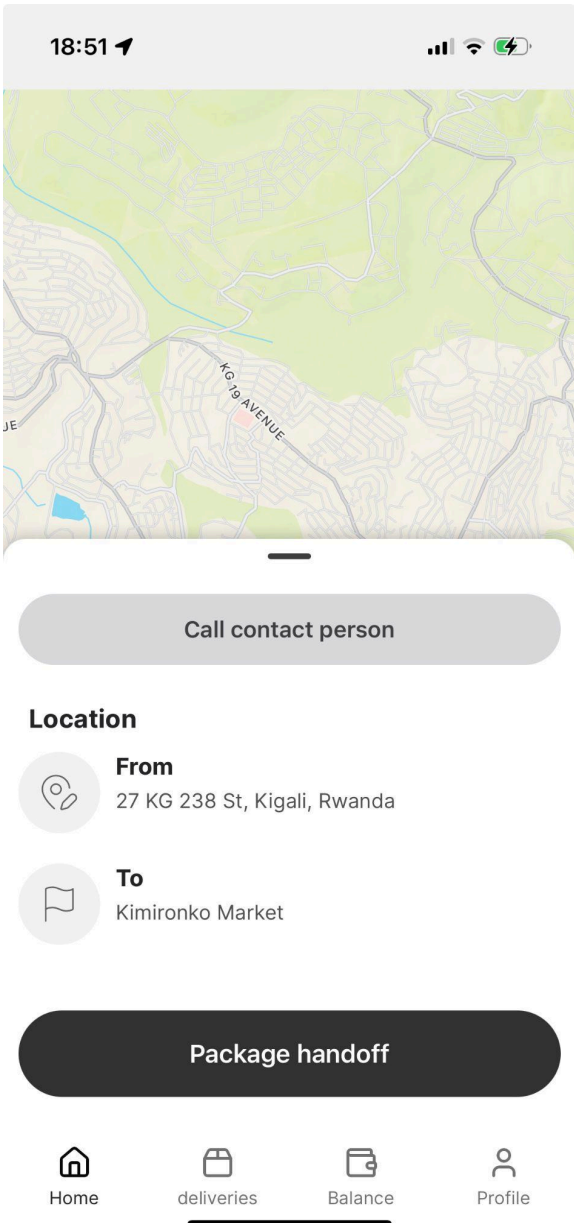 18:51
KG 19 AVENUE
UE
Call contact person
Location
From
27 KG 238 St, Kigali, Rwanda
To
Kimironko Market
Package handoff
Home
deliveries
Balance
Profile